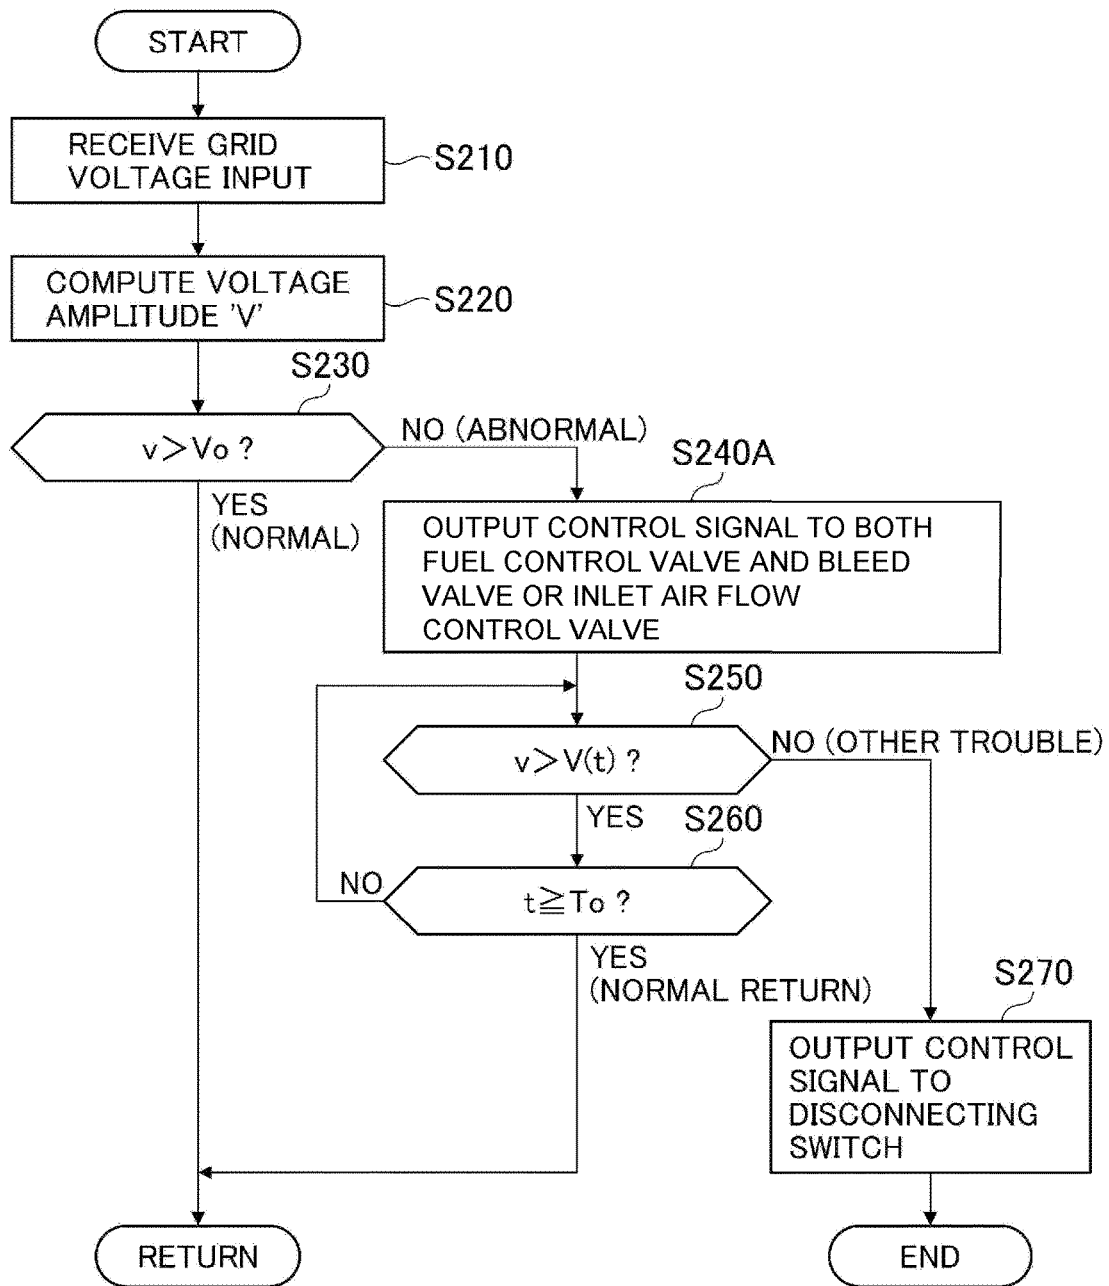 START
RECEIVE GRID
VOLTAGE INPUT
S210
COMPUTE VOLTAGE
AMPLITUDE 'V'
S220
S230
v>Vo ?
NO (ABNORMAL)
YES
(NORMAL)
S240A
OUTPUT CONTROL SIGNAL TO BOTH
FUEL CONTROL VALVE AND BLEED
VALVE OR INLET AIR FLOW
CONTROL VALVE
S250
v>V(t) ?
NO (OTHER TROUBLE)
YES
S260
NO
t≧To ?
YES
(NORMAL RETURN)
S270
OUTPUT CONTROL
SIGNAL TO
DISCONNECTING
SWITCH
RETURN
END